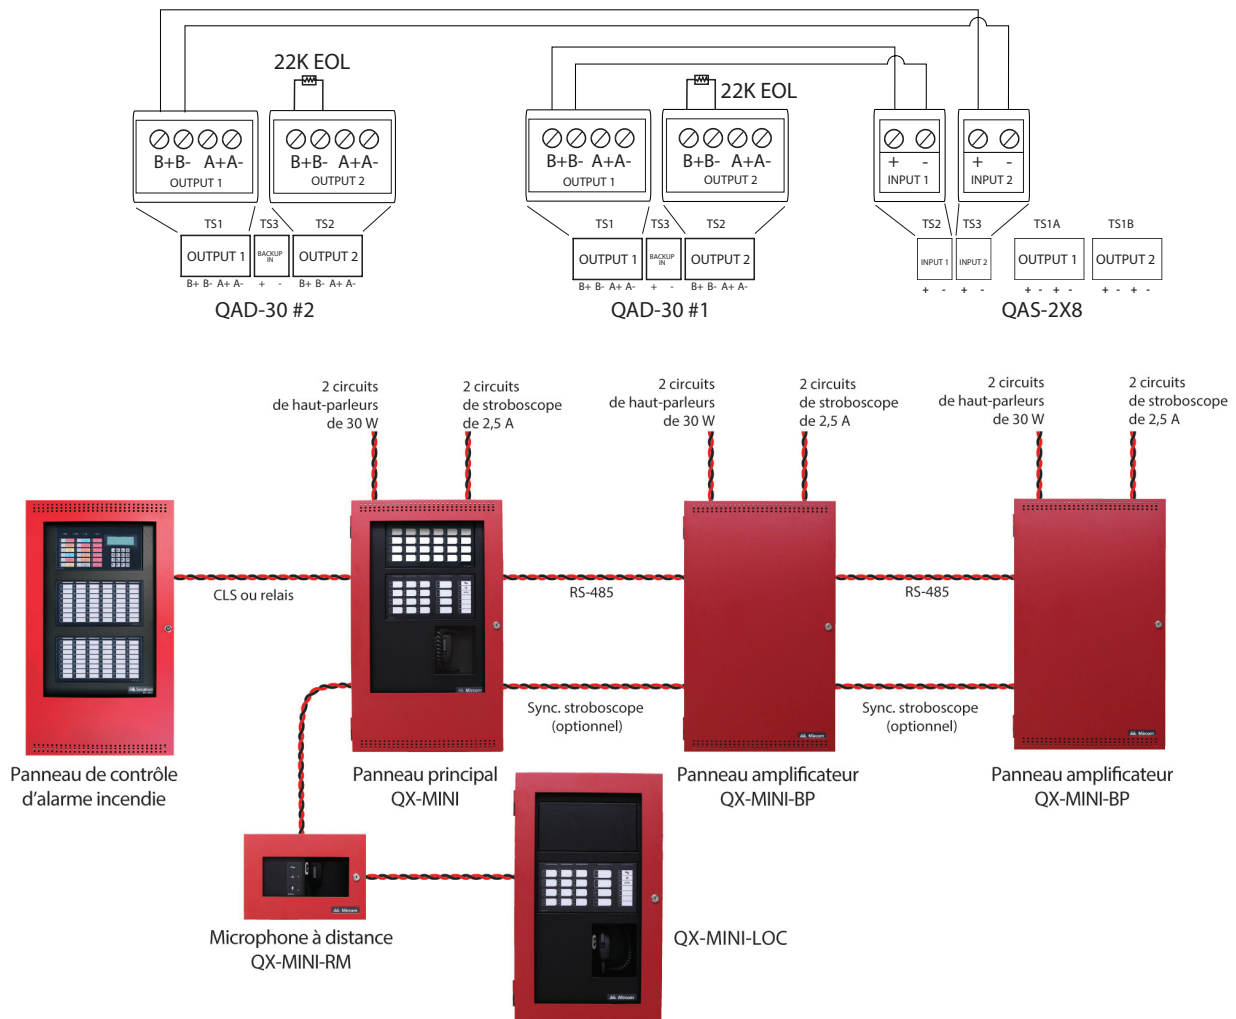 22K EOL
22K EOL
B+B- A+A-
OUTPUT 1
B+B- A+A-
OUTPUT 2
B+B- A+A-
OUTPUT 1
B+B- A+A-
OUTPUT 2
+ -
INPUT 1
+ -
INPUT 2
TS1 TS3 TS2
TS1 TS3 TS2
TS2 TS3 TS1A TS1B
OUTPUT 1
BACKUP
IN
OUTPUT 2
OUTPUT 1
BACKUP
IN
OUTPUT 2
INPUT 1
INPUT 2
OUTPUT 1
OUTPUT 2
B+ B- A+ A- + - B+ B- A+ A-
B+ B- A+ A- + - B+ B- A+ A-
+ - + - + - + - + - + -
QAD-30 #2
QAD-30 #1
QAS-2X8
2 circuits
de haut-parleurs
de 30 W
2 circuits
de stroboscope
de 2,5 A
2 circuits
de haut-parleurs
de 30 W
2 circuits
de stroboscope
de 2,5 A
2 circuits
de haut-parleurs
de 30 W
2 circuits
de stroboscope
de 2,5 A
CLS ou relais
RS-485
RS-485
Secutron
Mircom
Sync. stroboscope
(optionnel)
Mircom
Sync. stroboscope
(optionnel)
Mircom
Panneau de contrôle
d'alarme incendie
Panneau principal
QX-MINI
Panneau amplificateur
QX-MINI-BP
Panneau amplificateur
QX-MINI-BP
Mircom
Microphone à distance
QX-MINI-RM
QX-MINI-LOC
Mircom